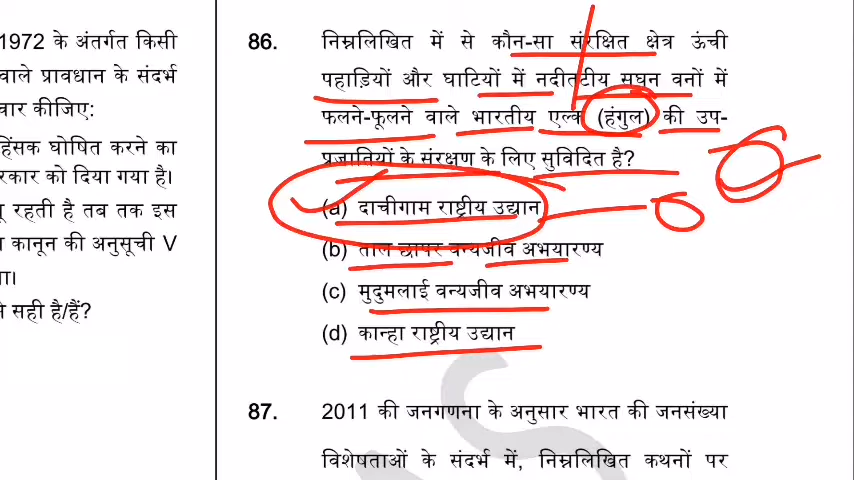 1972 के अंतर्गत किसी
वाले प्रावधान के संदर्भ
चार कीजिए:
हिंसक घोषित करने का
रकार को दिया गया है।
रहती है तब तक इस
कानून की अनुसूची V
सही है/हैं?
86. निम्नलिखित में से कौन-सा संरक्षित क्षेत्र ऊंची
पहाड़ियों और घाटियों में नदीतटीय सघन वनों में
फलने-फूलने वाले भारतीय एल्क (हंगुल) की उप-
प्रजातियों के संरक्षण के लिए सुविदित है?
(a) दाचीगाम राष्ट्रीय उद्यान
(b) ताल छापर वन्यजीव अभयारण्य
(c) मुदुमलाई वन्यजीव अभयारण्य
(d) कान्हा राष्ट्रीय उद्यान
87. 2011 की जनगणना के अनुसार भारत की जनसंख्या
विशेषताओं के संदर्भ में, निम्नलिखित कथनों पर